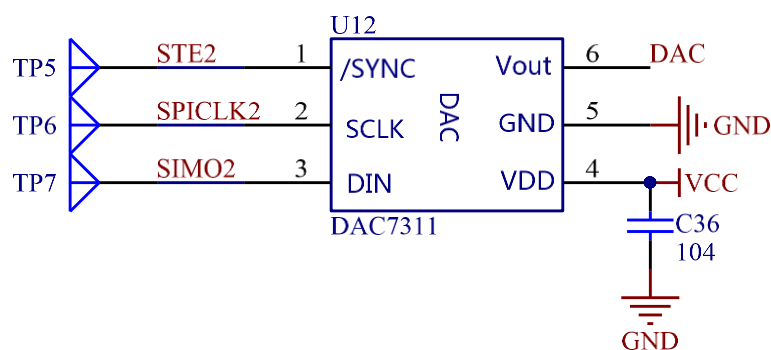 U12
TP5 STE2 1 /SYNC Vout 6 DAC
TP6 SPICLK2 2 SCLK DAC GND 5 GND
TP7 SIMO2 3 DIN VDD 4 VCC
DAC7311
C36
104
GND